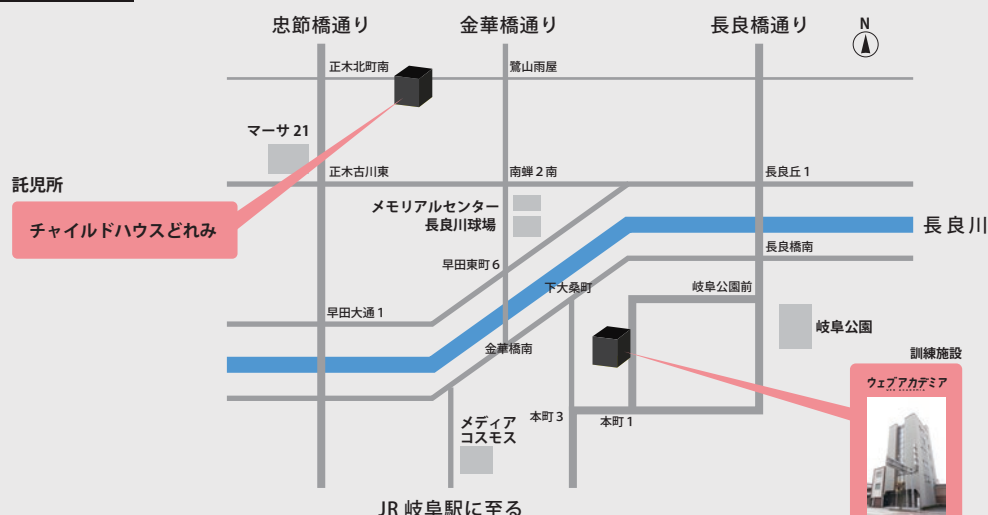 忠節橋通り
金華橋通り
長良橋通り
N
正木北町南
鷺山雨屋
マーサ 21
正木古川東
南蝉 2 南
長良丘 1
託児所
チャイルドハウスどれみ
メモリアルセンター
長良川球場
長良川
早田東町 6
長良橋南
下大桑町
岐阜公園前
早田大通 1
岐阜公園
金華橋南
訓練施設
ウェブアカデミア
メディア
コスモス
本町 3
本町 1
JR 岐阜駅に至る